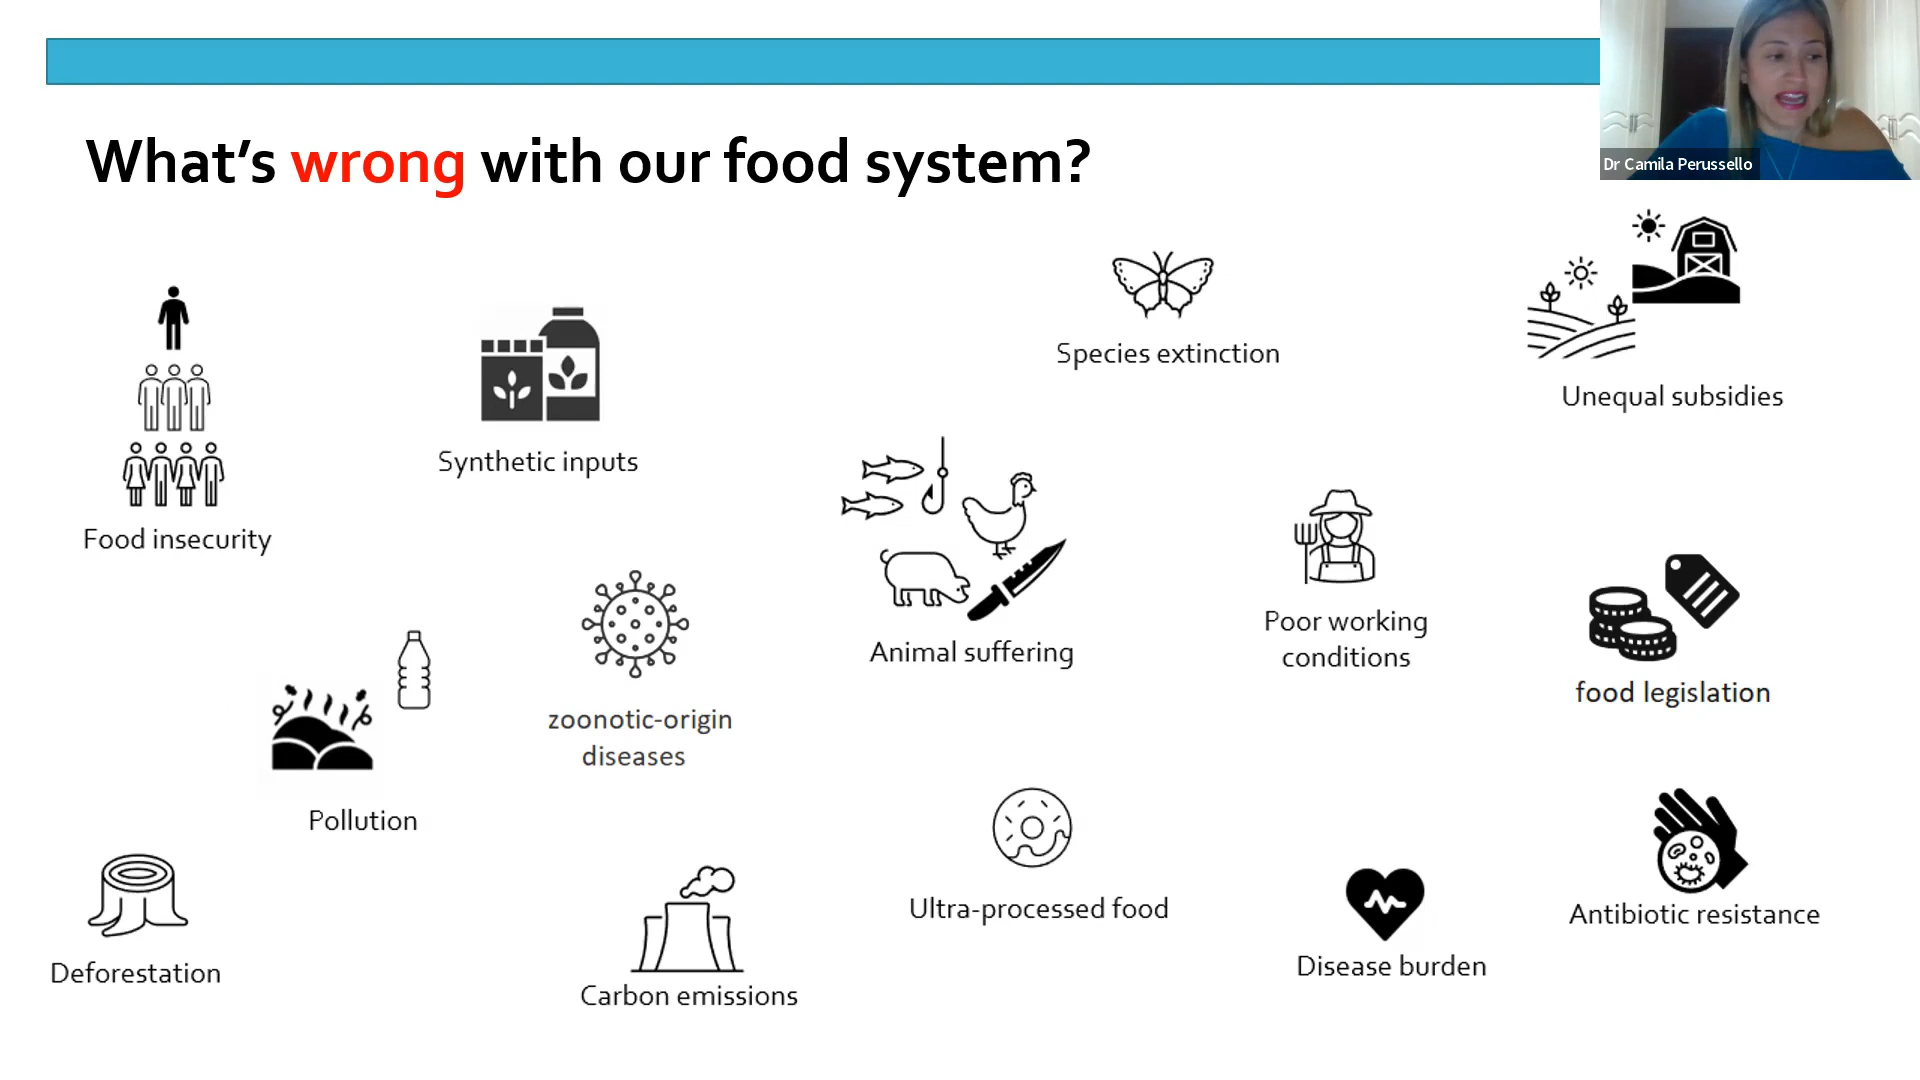 What's wrong with our food system?
Dr Camila Perussello
Species extinction
Unequal subsidies
Synthetic inputs
Food insecurity
Animal suffering
Poor working
conditions
food legislation
zoonotic-origin
diseases
Pollution
Ultra-processed food
Antibiotic resistance
Disease burden
Deforestation
Carbon emissions